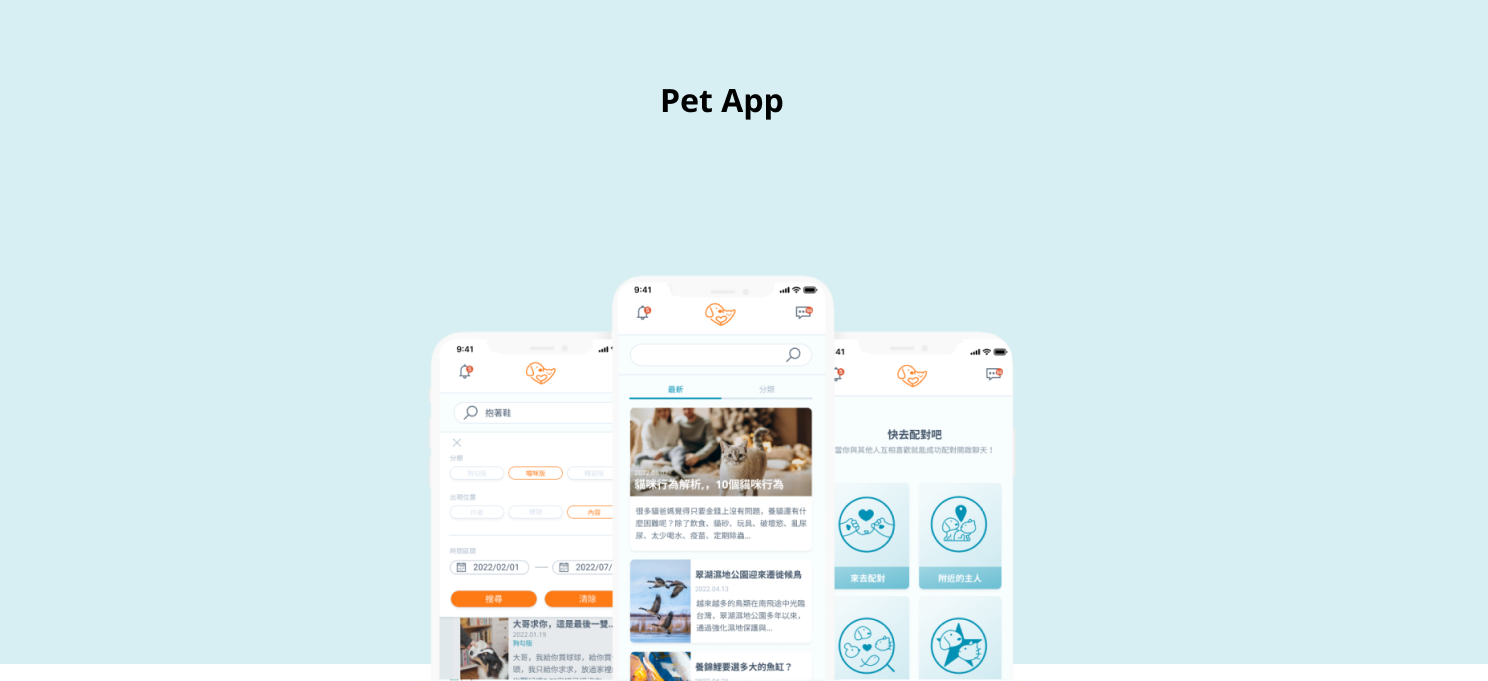 Pet App
9:41
抱著鞋
分類
喵咪版
出現位置
內容
時間區間
2022/02/01
2022/07/
搜尋
清除
大哥求你，這是最後一雙...
2022.01.19
狗勾版
大哥，我給你買球球，給你買
頭，我只給你求求，放過家裡
9:41
最新
分類
貓咪行為解析,，10個貓咪行為
很多貓爸媽覺得只要金錢上沒有問題，養貓還有什
麼困難呢？除了飲食、貓砂、玩具、破壞慾、亂尿
尿、太少喝水、疫苗、定期除蟲...
翠湖濕地公園迎來遷徙候鳥
2022.04.13
越來越多的鳥類在南飛途中光臨
台灣，翠湖濕地公園多年以來，
通過強化濕地保護與...
養錦鯉要選多大的魚缸？
41
快去配對吧
當你與其他人互相喜歡就能成功配對開啟聊天！
來去配對
附近的主人